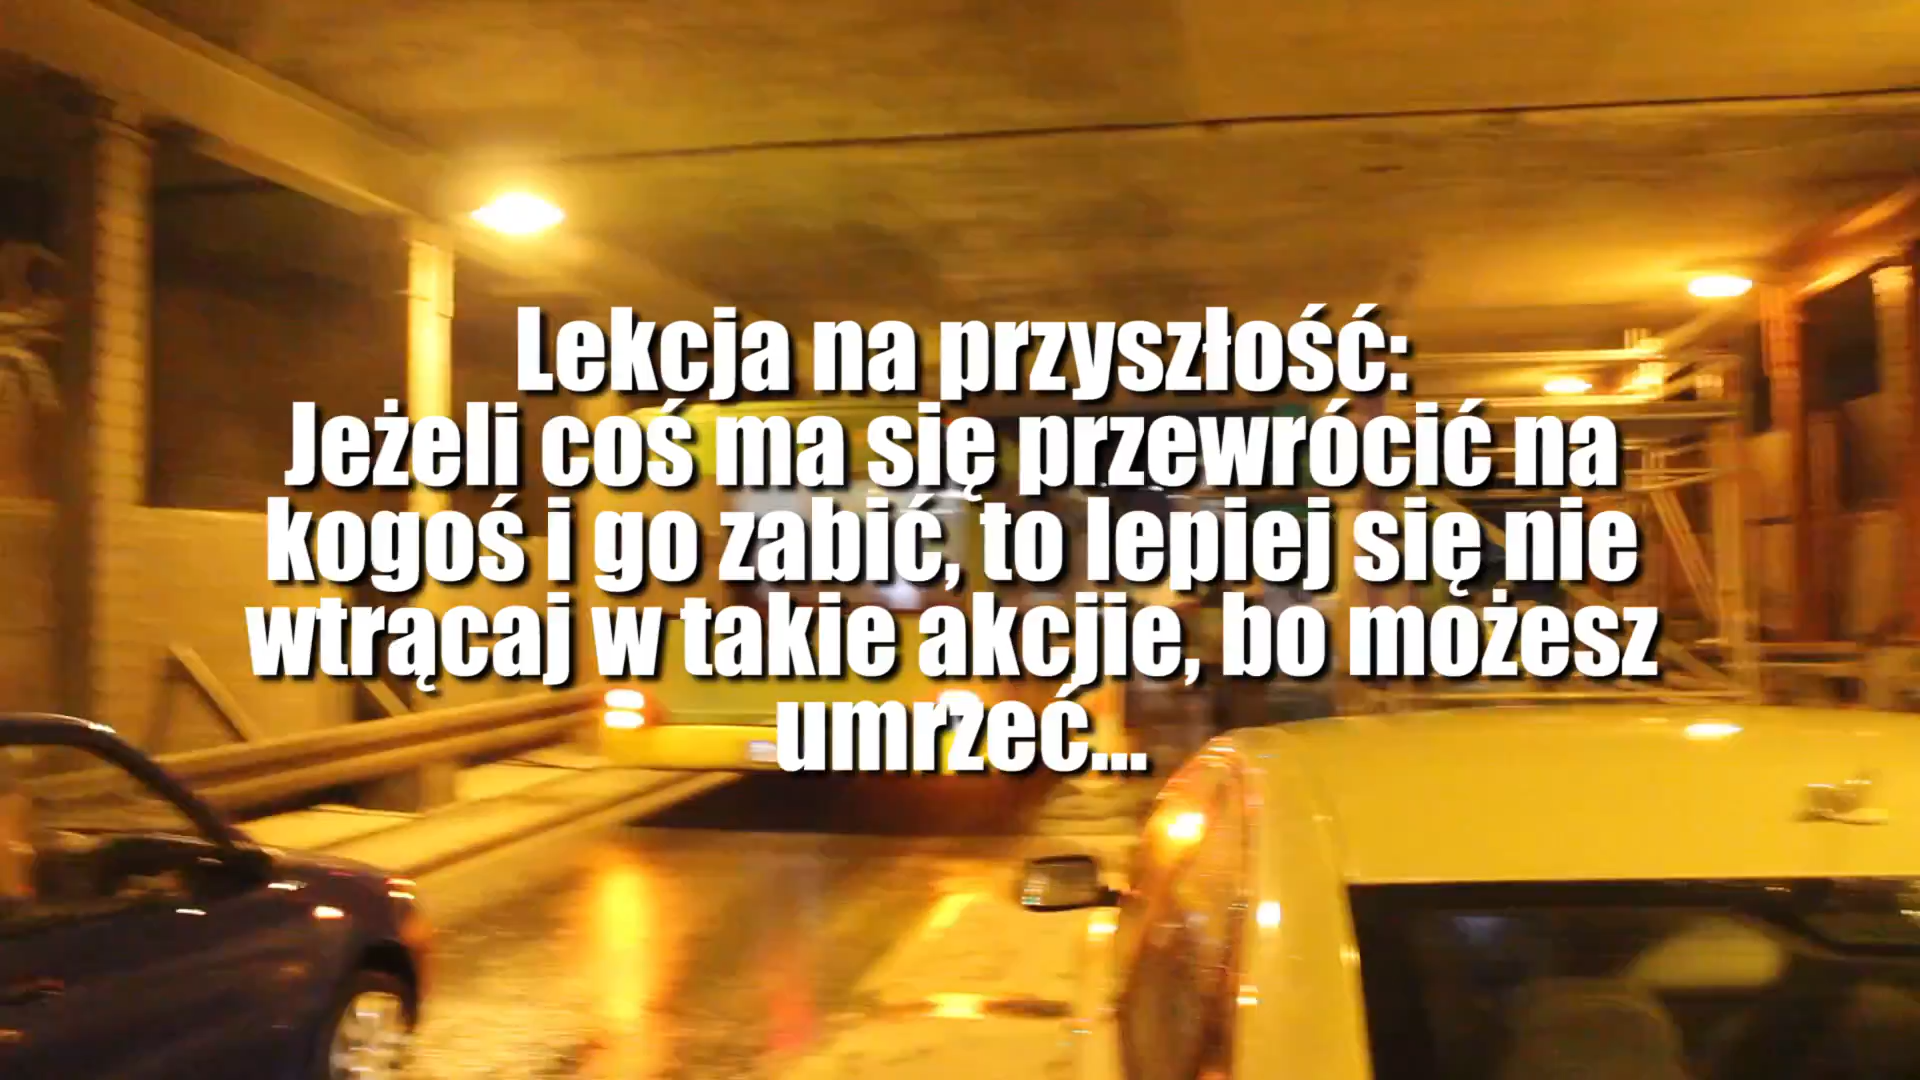 Lekcja na przyszłość:
Jeżeli coś ma się przewrócić na
kogoś i go zabić, to lepiej się nie
wtrącaj w takie akcjie, bo możesz
umrzeć...